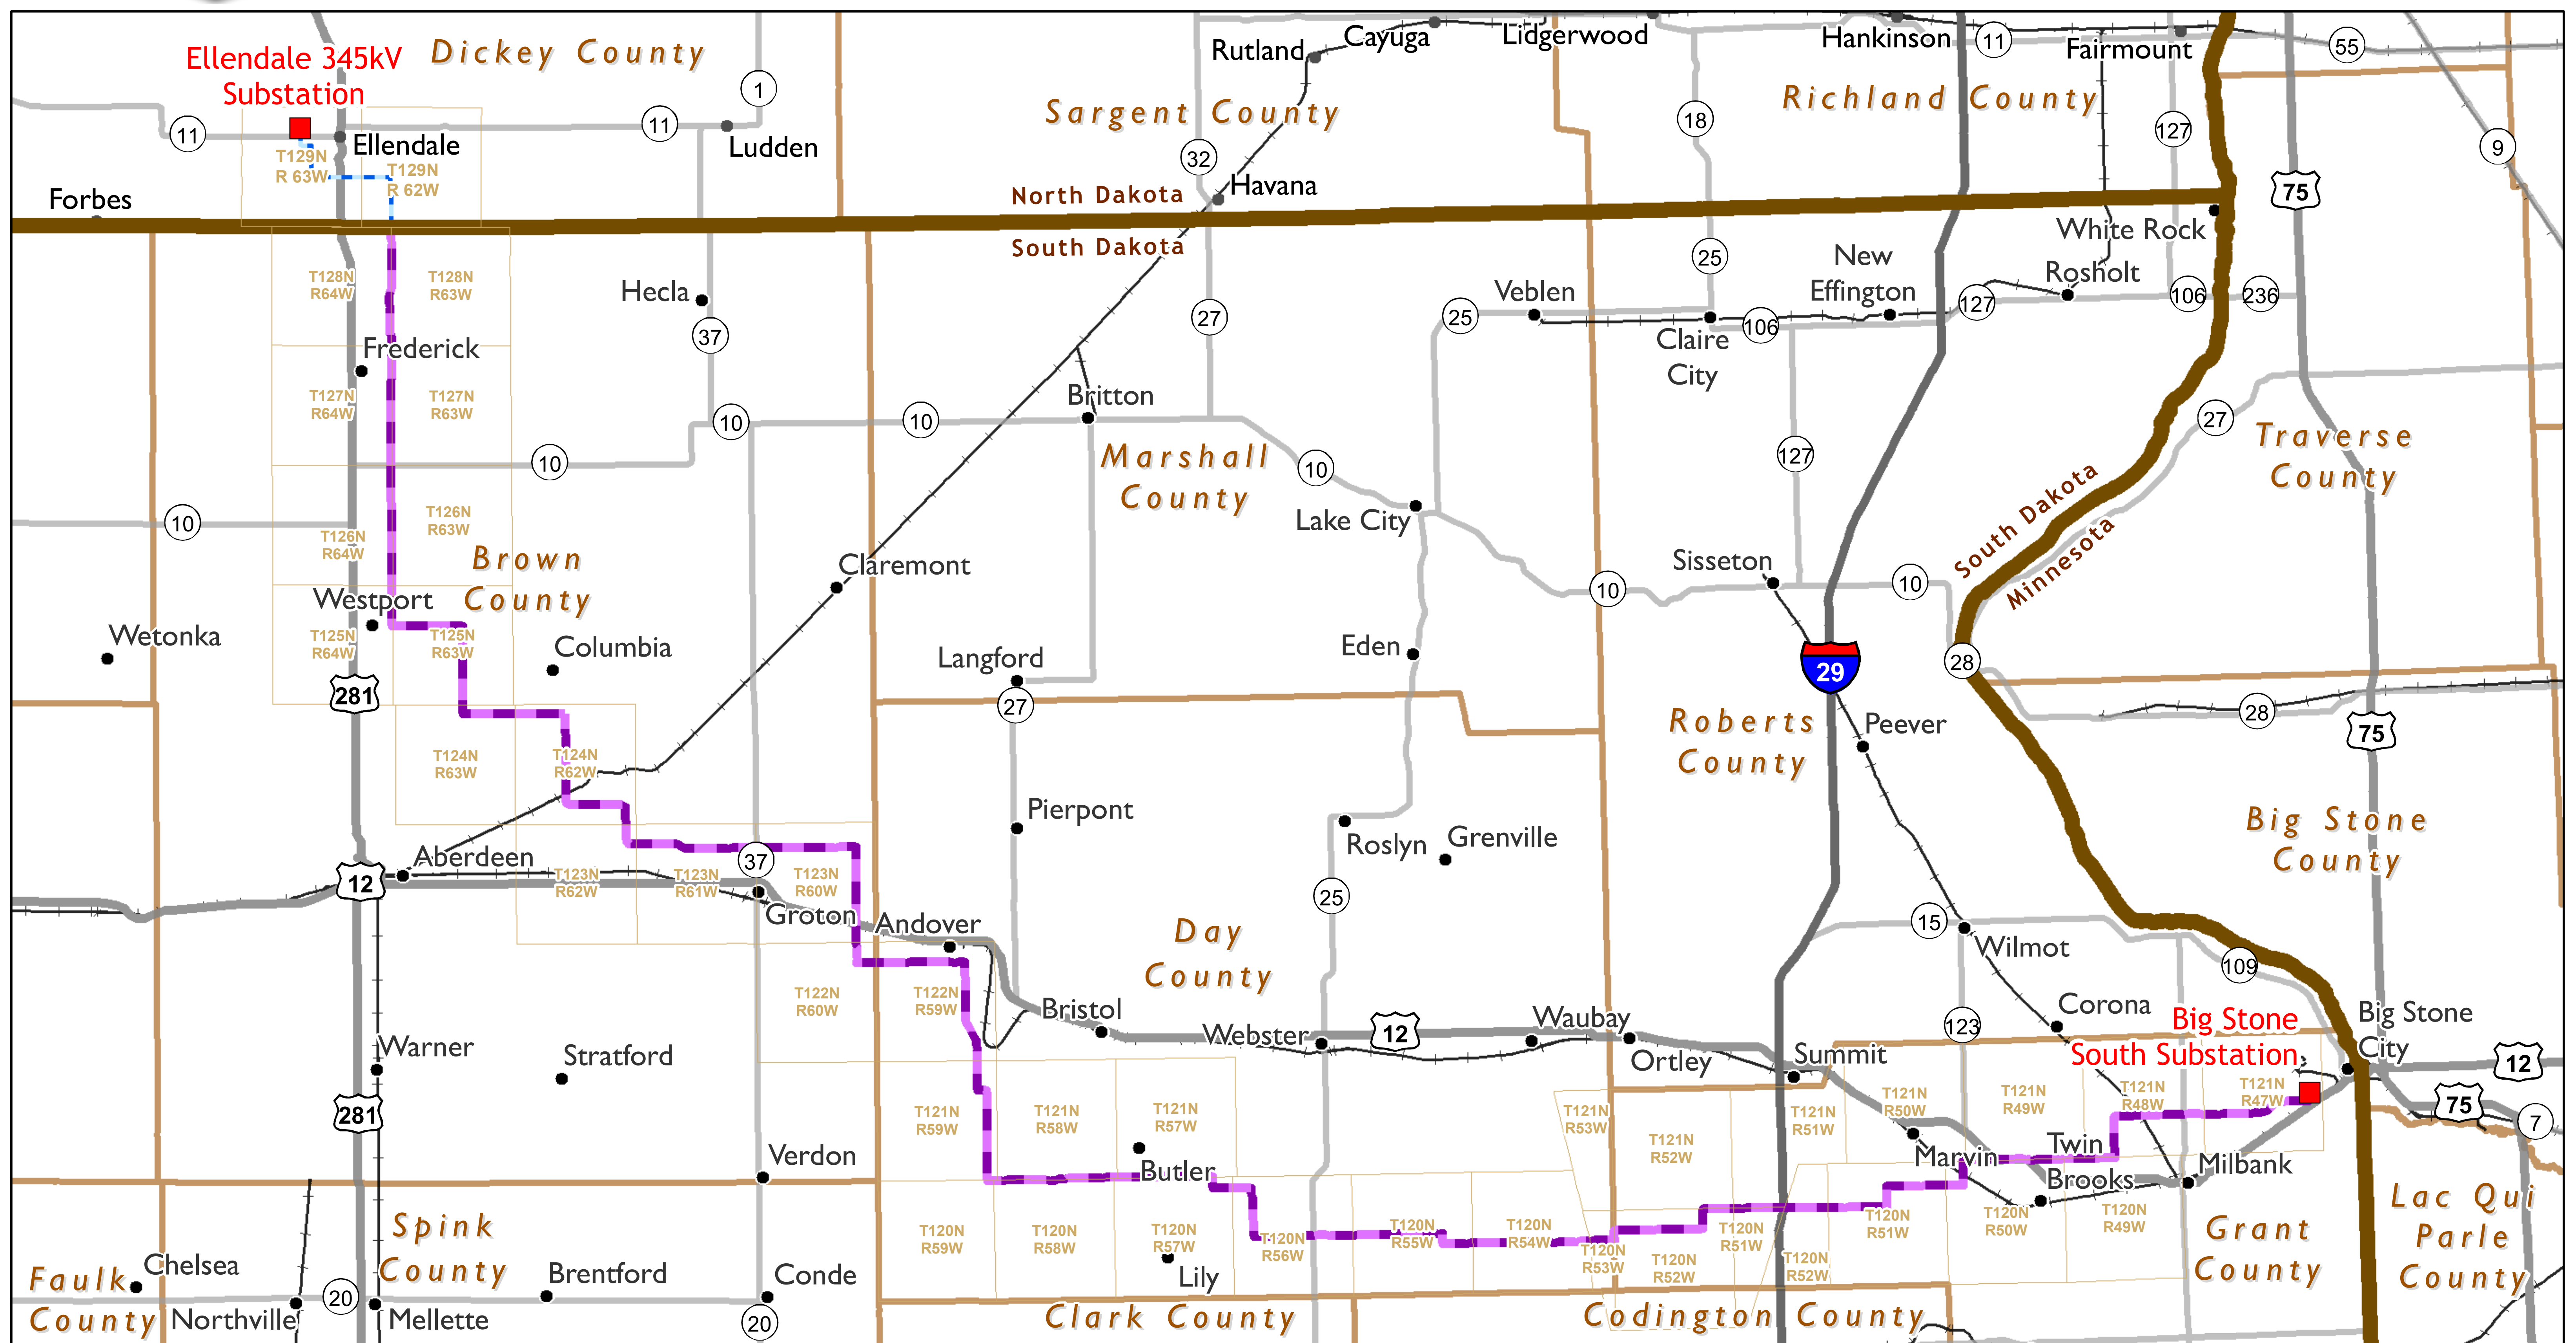 Ellendale 345kV
Substation
Dickey County
1
Rutland
Cayuga
Lidgerwood
Hankinson
11
Fairmount
55
Sargent County
Richland County
11
11
Ludden
Ellendale
T129N
R 63W
T129N
R 62W
18
127
9
32
Havana
75
Forbes
North Dakota
South Dakota
White Rock
T128N
R64W
T128N
R63W
Hecla
37
27
25
Veblen
25
New
Effington
Claire
City
106
127
Rosholt
106
236
Frederick
T127N
R64W
T127N
R63W
Britton
10
10
10
10
Marshall
County
10
Lake City
127
27
Traverse
County
T126N
R64W
T126N
R63W
Brown
County
Claremont
South Dakota
Minnesota
Sisseton
10
10
Westport
T125N
R64W
T125N
R63W
Wetonka
Columbia
Langford
27
Eden
28
29
281
28
75
Roberts
County
Peever
T124N
R63W
T124N
R62W
Pierpont
Roslyn
Grenville
Big Stone
County
Aberdeen
12
37
T123N
R62W
T123N
R61W
T123N
R60W
Groton
Andover
25
Day
County
15
Wilmot
109
T122N
R60W
T122N
R59W
Bristol
Webster
12
Waubay
Ortley
123
Corona
Big Stone
South Substation
Big Stone
City
12
Warner
Stratford
Summit
281
T121N
R59W
T121N
R58W
T121N
R57W
T121N
R53W
T121N
R52W
T121N
R51W
T121N
R50W
T121N
R49W
T121N
R48W
T121N
R47W
75
7
Verdon
Butler
Marvin
Twin
Brooks
Milbank
Spink
County
T120N
R59W
T120N
R58W
T120N
R57W
T120N
R56W
T120N
R55W
T120N
R54W
T120N
R53W
T120N
R52W
T120N
R51W
T120N
R52W
T120N
R51W
T120N
R50W
T120N
R49W
Grant
County
Lac Qui
Parle
County
Chelsea
Faulk
County
Northville
20
Mellette
Brentford
Conde
20
Lily
Clark County
Codington County